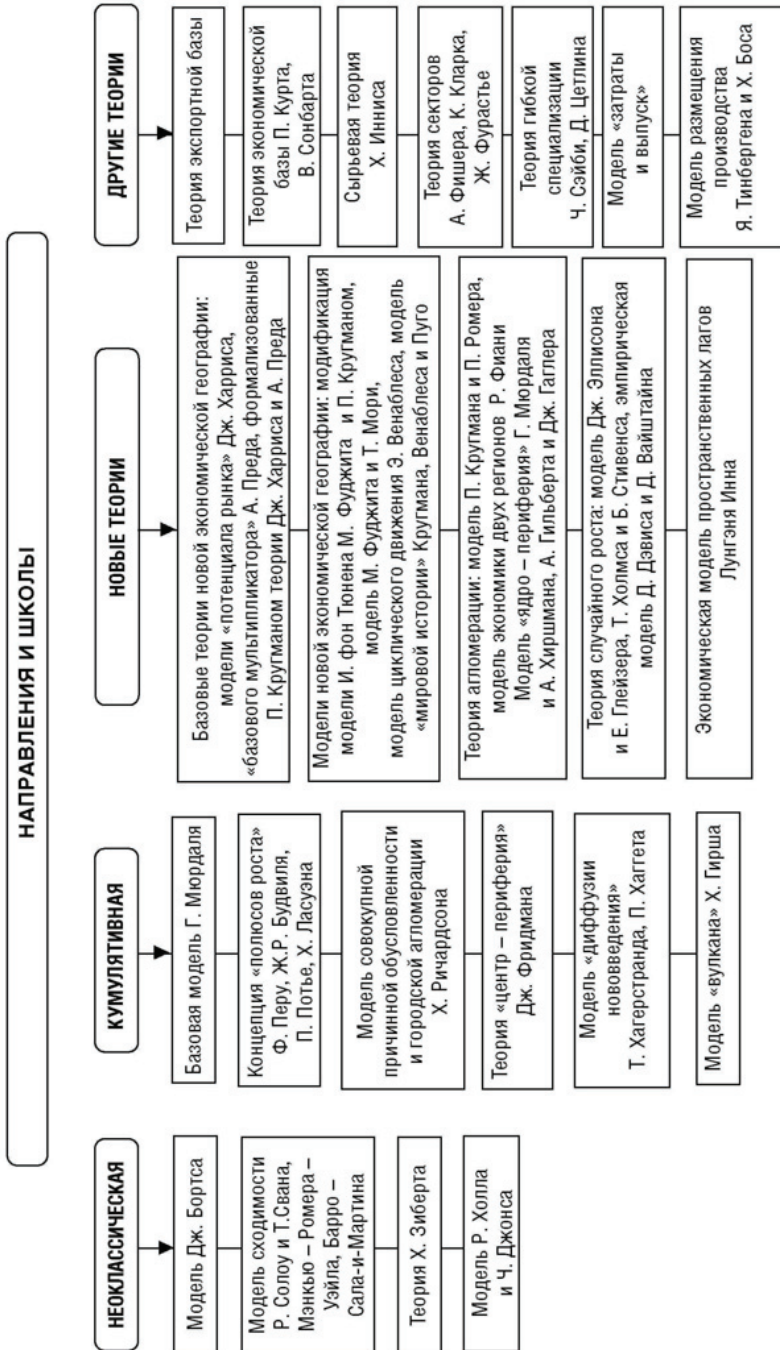 НАПРАВЛЕНИЯ И ШКОЛЫ
НЕОКЛАССИЧЕСКАЯ
Модель Дж. Бортса
Модель сходимости
Р. Солоу и Т.Свана,
Мэнкью – Ромера –
Уэйла, Барро –
Сала-и-Мартина
Теория Х. Зиберта
Модель Р. Холла
и Ч. Джонса
КУМУЛЯТИВНАЯ
Базовая модель Г. Мюрдаля
Концепция «полюсов роста»
Ф. Перу, Ж.Р. Будвиля,
П. Потье, Х. Ласуэна
Модель совокупной
причинной обусловленности
и городской агломерации
Х. Ричардсона
Теория «центр – периферия»
Дж. Фридмана
Модель «диффузии
нововведения»
Т. Хагерстранда, П. Хаггета
Модель «вулкана» Х. Гирша
НОВЫЕ ТЕОРИИ
Базовые теории новой экономической географии:
модели «потенциала рынка» Дж. Харриса,
«базового мультипликатора» А. Преда, формализованные
П. Кругманом теории Дж. Харриса и А. Преда
Модели новой экономической географии: модификация
модели И. фон Тюнена М. Фуджита и П. Кругманом,
модель М. Фуджита и Т. Мори,
модель циклического движения Э. Венаблеса, модель
«мировой истории» Кругмана, Венаблеса и Пуго
Теория агломерации: модель П. Кругмана и П. Ромера,
модель экономики двух регионов Р. Фиани
Модель «ядро – периферия» Г. Мюрдаля
и А. Хиршмана, А. Гильберта и Дж. Гаглера
Теория случайного роста: модель Дж. Эллисона
и Е. Глейзера, Т. Холмса и Б. Стивенса, эмпирическая
модель Д. Дэвиса и Д. Вайштайна
Экономическая модель пространственных лагов
Лунгэня Инна
ДРУГИЕ ТЕОРИИ
Теория экспортной базы
Теория экономической
базы П. Курта,
В. Сонбарта
Сырьевая теория
Х. Инниса
Теория секторов
А. Фишера, К. Кларка,
Ж. Фурастье
Теория гибкой
специализации
Ч. Сэйби, Д. Цетлина
Модель «затраты
и выпуск»
Модель размещения
производства
Я. Тинбергена и Х. Боса